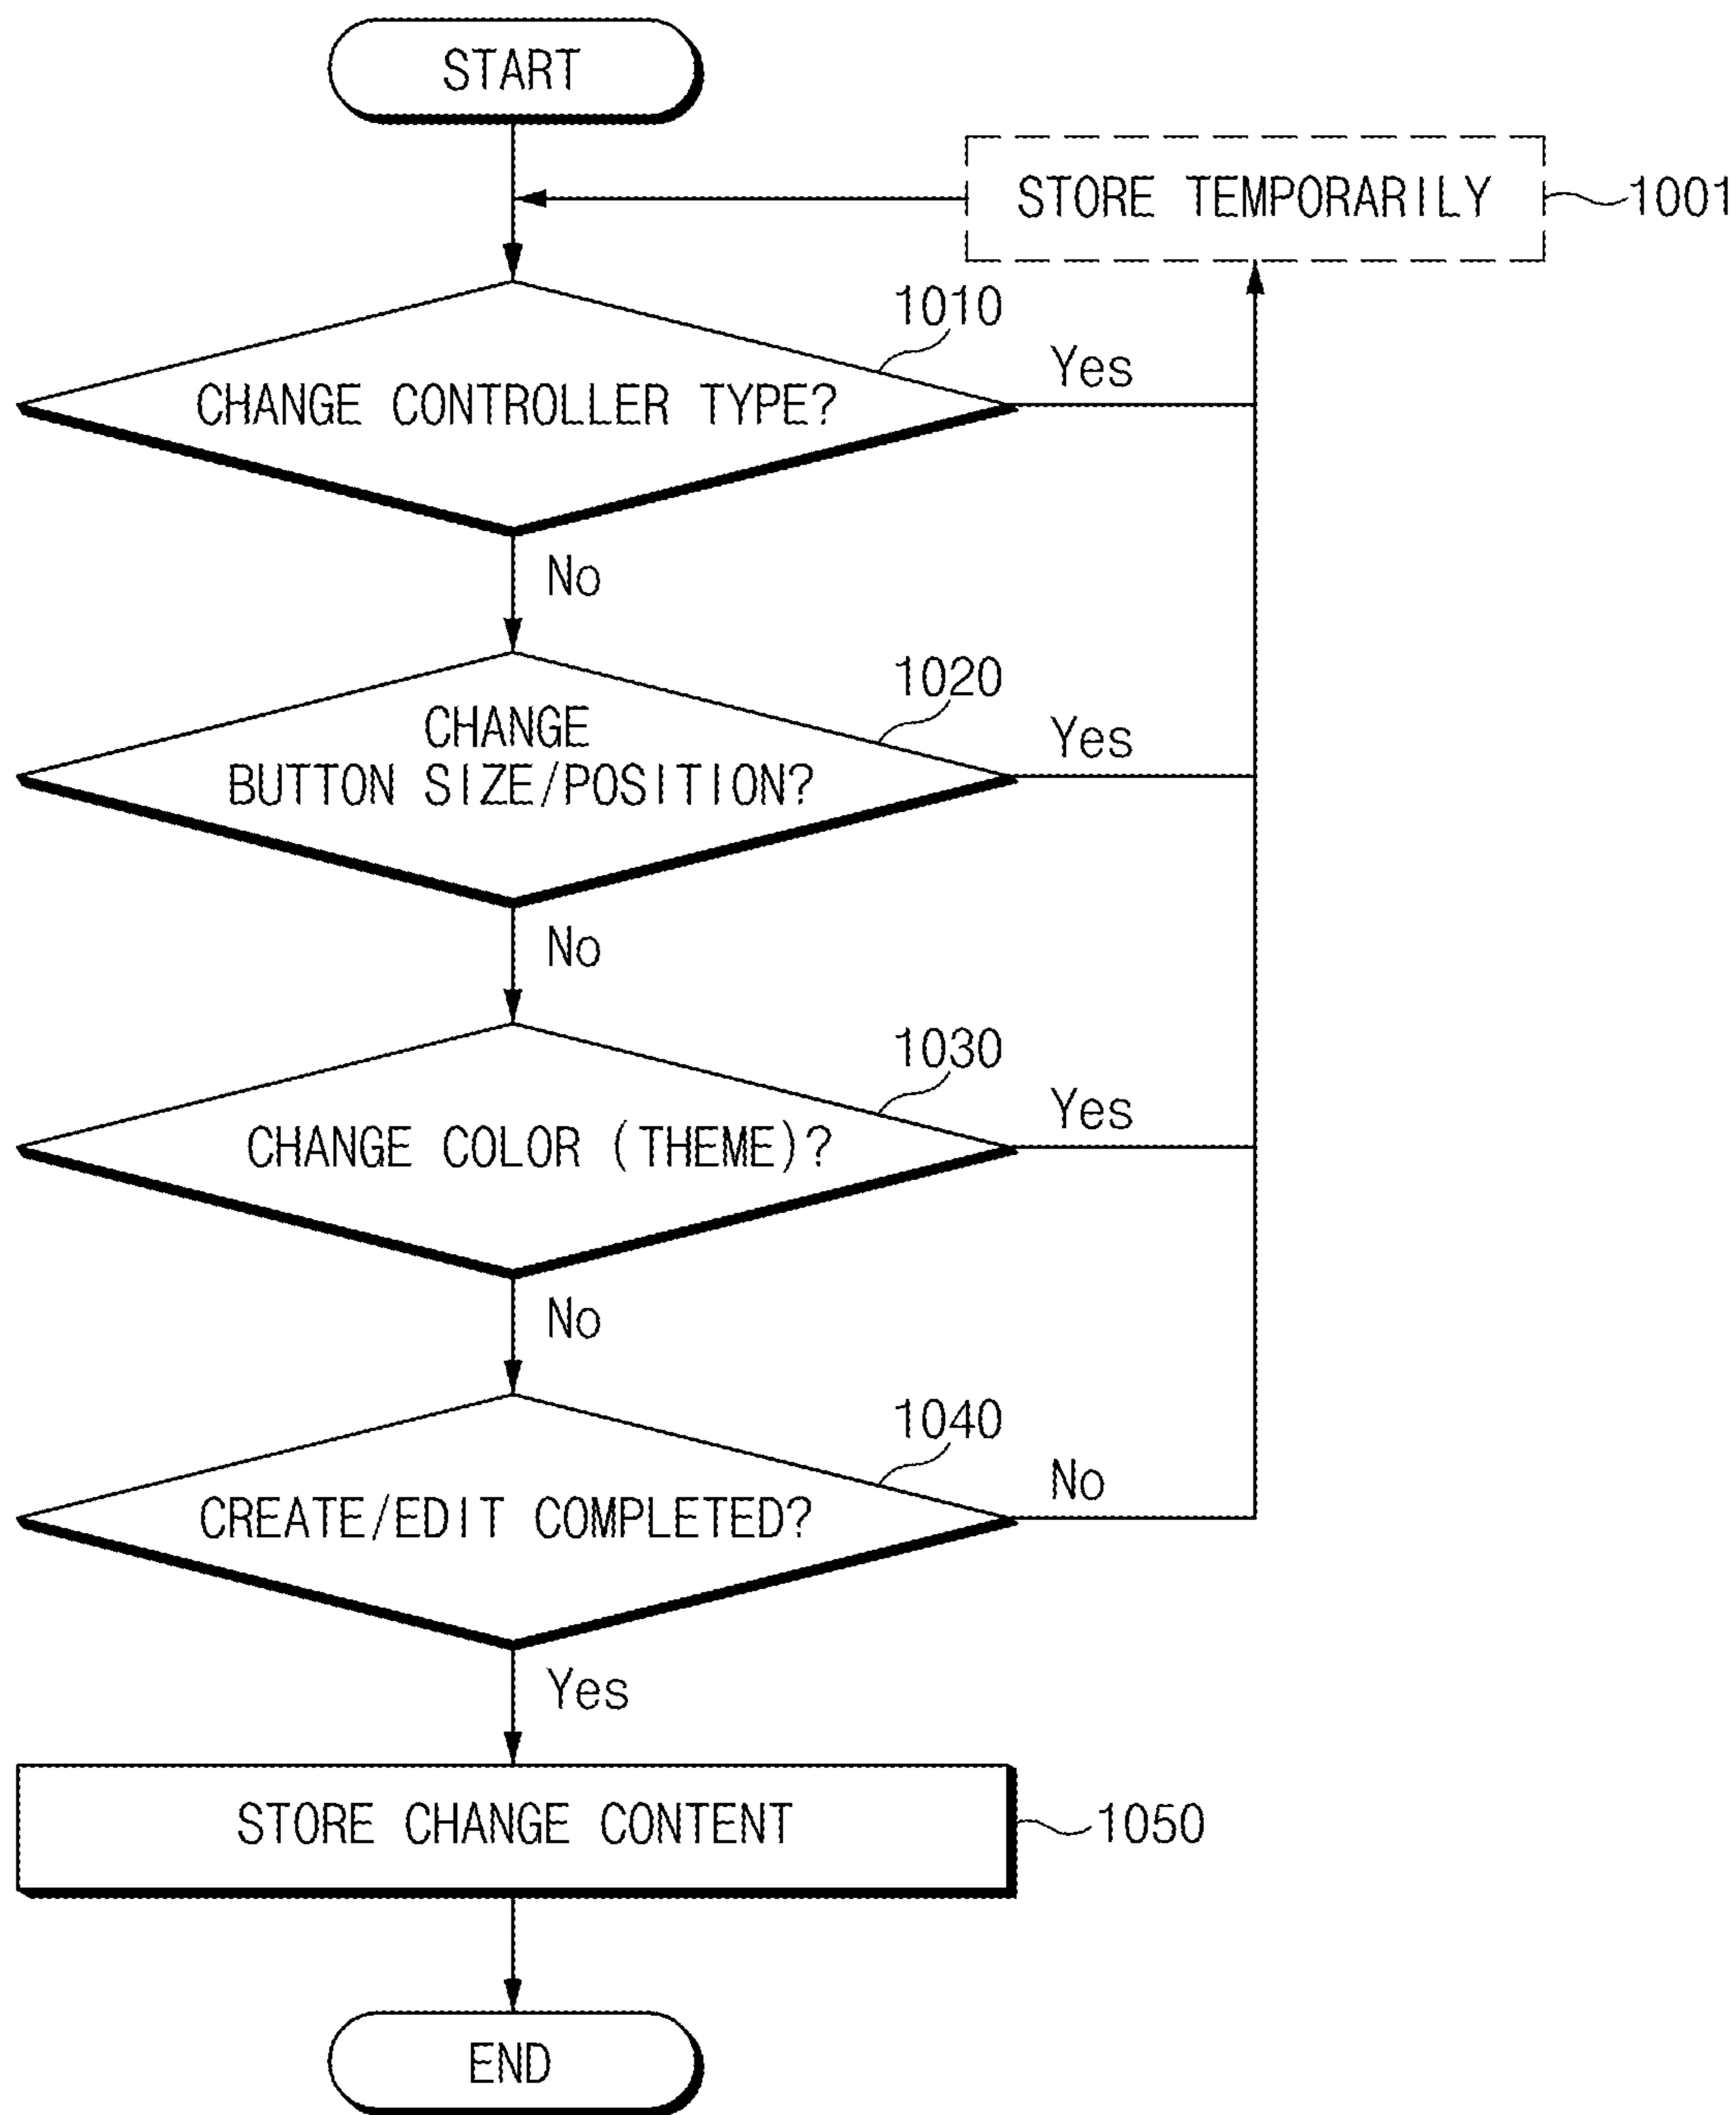 START
STORE TEMPORARILY
1001
1010
CHANGE CONTROLLER TYPE?
Yes
No
1020
CHANGE
BUTTON SIZE/POSITION?
Yes
No
1030
CHANGE COLOR (THEME)?
Yes
No
1040
CREATE/EDIT COMPLETED?
No
Yes
STORE CHANGE CONTENT
1050
END